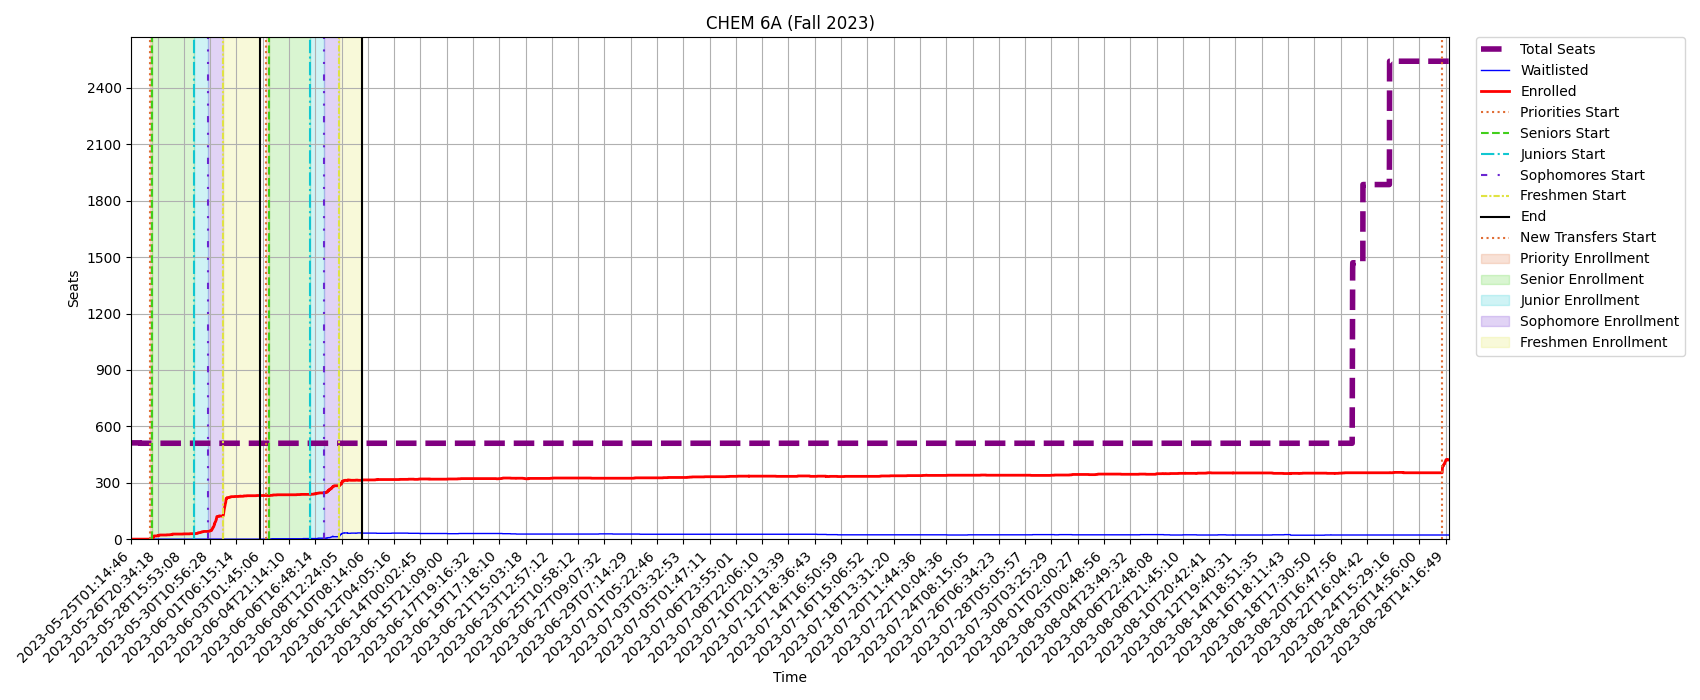 CHEM 6A (Fall 2023)
Seats
2400
2100
1800
1500
1200
900
600
300
0
2023-05-25T01:14:46
2023-05-26T20:34:18
2023-05-28T15:53:08
2023-05-30T10:56:28
2023-06-01T06:15:14
2023-06-03T01:45:06
2023-06-04T21:14:10
2023-06-06T16:48:14
2023-06-08T12:24:05
2023-06-10T08:14:06
2023-06-12T04:05:16
2023-06-14T00:02:45
2023-06-15T21:09:00
2023-06-17T19:16:32
2023-06-19T17:18:10
2023-06-21T15:03:18
2023-06-23T12:57:12
2023-06-25T10:58:12
2023-06-27T09:07:32
2023-06-29T07:14:29
2023-07-01T05:22:46
2023-07-03T03:32:53
2023-07-05T01:47:11
2023-07-06T23:55:01
2023-07-08T22:06:10
2023-07-10T20:13:39
2023-07-12T18:36:43
2023-07-14T16:50:59
2023-07-16T15:06:52
2023-07-18T13:31:20
2023-07-20T11:44:36
2023-07-22T10:04:36
2023-07-24T08:15:05
2023-07-26T06:34:23
2023-07-28T05:05:57
2023-07-30T03:25:29
2023-08-01T02:00:27
2023-08-03T00:48:56
2023-08-04T23:49:32
2023-08-06T22:48:08
2023-08-08T21:45:10
2023-08-10T20:42:41
2023-08-12T19:40:31
2023-08-14T18:51:35
2023-08-16T18:11:43
2023-08-18T17:30:50
2023-08-20T16:47:56
2023-08-22T16:04:42
2023-08-24T15:29:16
2023-08-26T14:56:00
2023-08-28T14:16:49
Time
Total Seats
Waitlisted
Enrolled
Priorities Start
Seniors Start
Juniors Start
Sophomores Start
Freshmen Start
End
New Transfers Start
Priority Enrollment
Senior Enrollment
Junior Enrollment
Sophomore Enrollment
Freshmen Enrollment